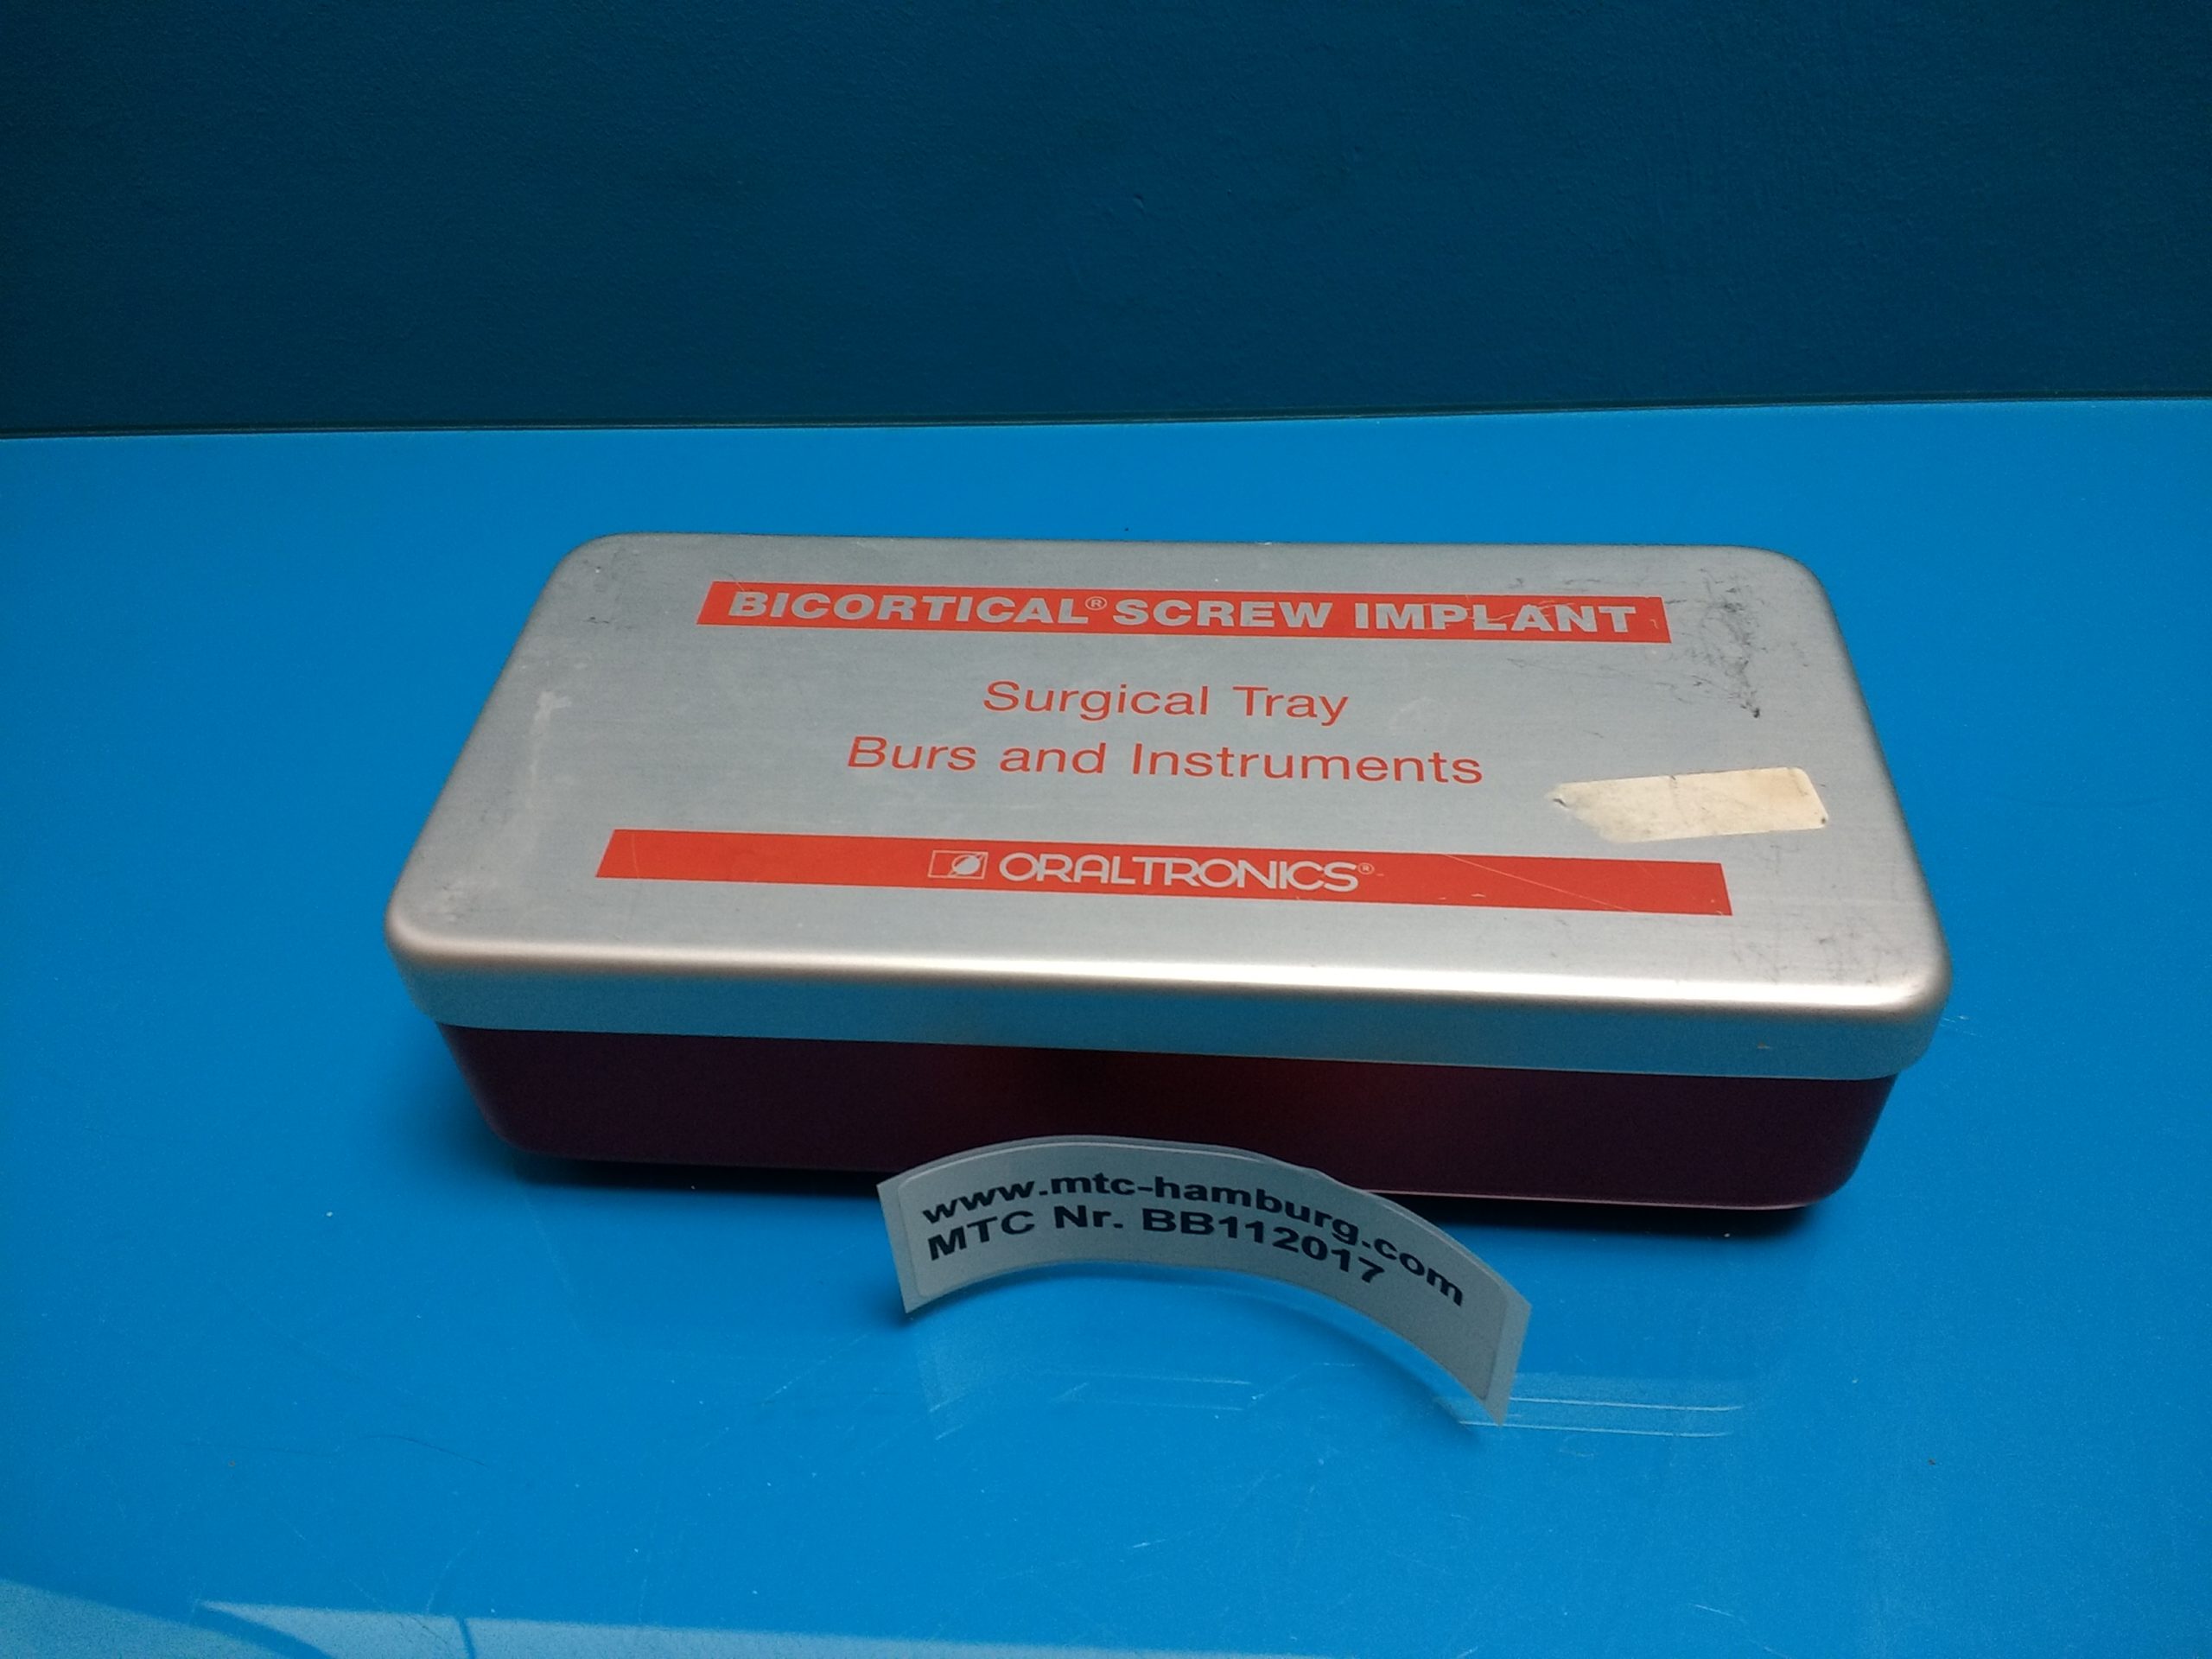 BICORTICAL® SCREW IMPLANT
Surgical Tray
Burs and Instruments
ORALTRONICS®
www.mtc-hamburg.com
MTC Nr. BB112017